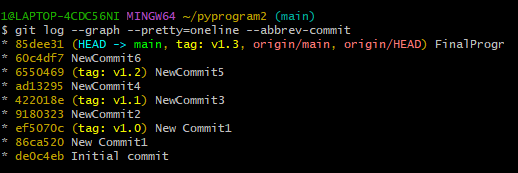 1@LAPTOP-4CDC56NI MINGW64 ~/pyprogram2 (main)
$ git log --graph --pretty=oneline --abbrev-commit
* 85dee31 (HEAD -> main, tag: v1.3, origin/main, origin/HEAD) FinalProgr
* 60c4df7 NewCommit6
* 6550469 (tag: v1.2) NewCommit5
* ad13295 NewCommit4
* 422018e (tag: v1.1) NewCommit3
* 9180323 NewCommit2
* ef5070c (tag: v1.0) New Commit1
* 86ca520 New Commit1
* de0c4eb Initial commit